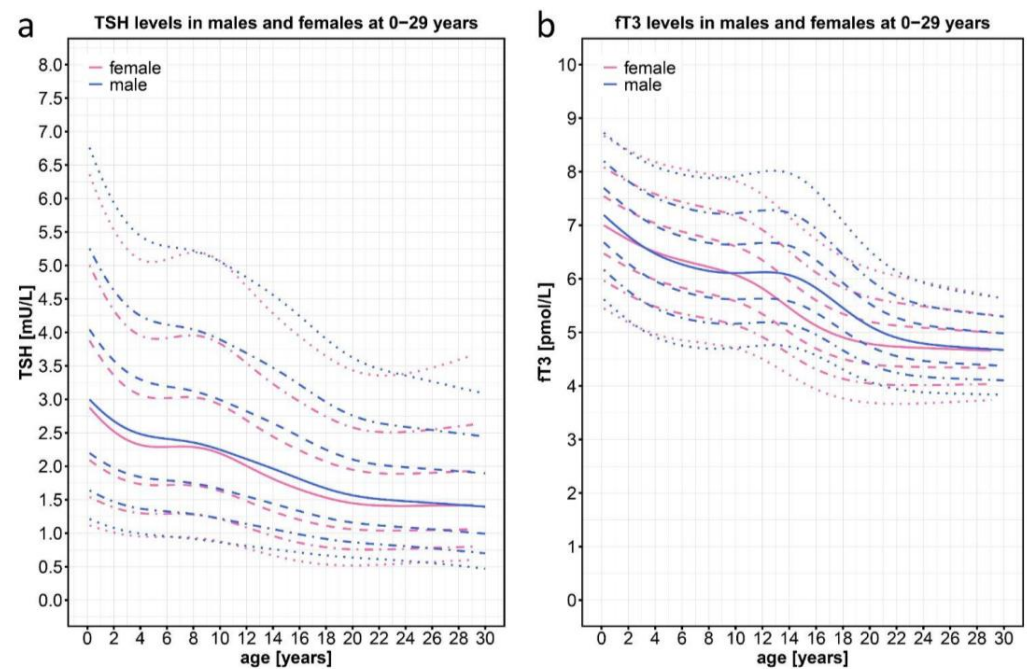 a
TSH levels in males and females at 0−29 years
female
male
8.0
7.5
7.0
6.5
6.0
5.5
5.0
4.5
4.0
3.5
3.0
2.5
2.0
1.5
1.0
0.5
0.0
TSH [mU/L]
0 2 4 6 8 10 12 14 16 18 20 22 24 26 28 30
age [years]
b
fT3 levels in males and females at 0−29 years
female
male
10
9
8
7
6
5
4
3
2
1
0
fT3 [pmol/L]
0 2 4 6 8 10 12 14 16 18 20 22 24 26 28 30
age [years]